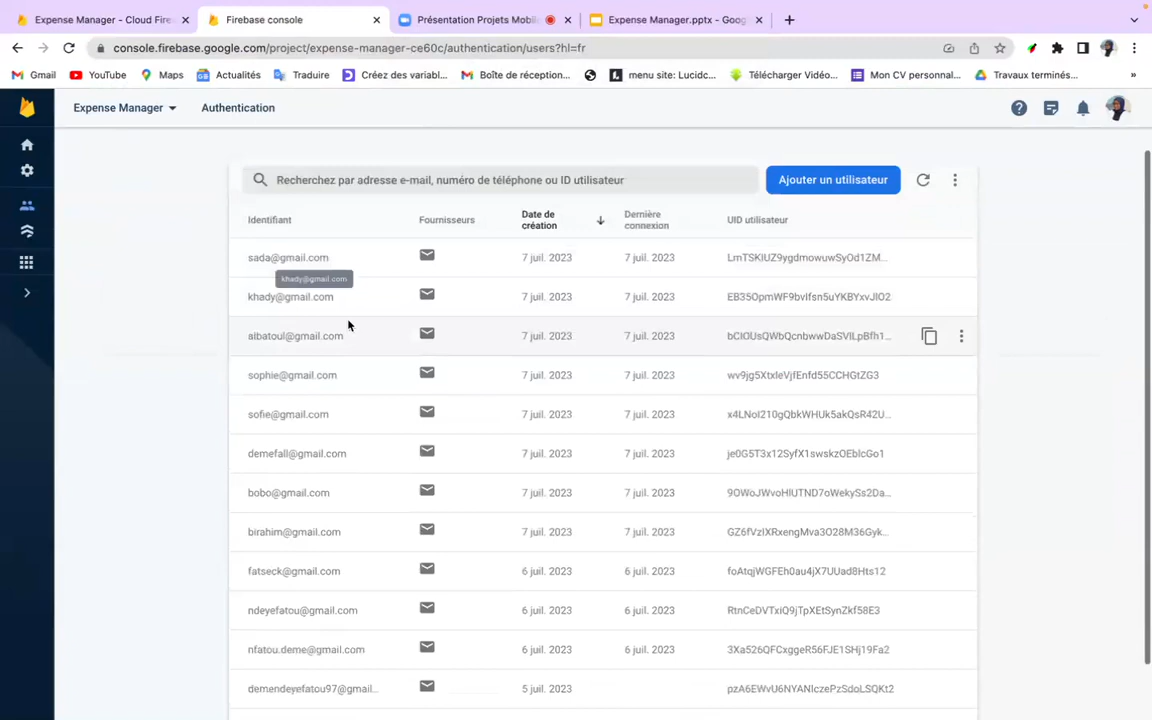 Expense Manager - Cloud Fire
Firebase console
Présentation Projets Mobil
Expense Manager.pptx - Goog
console.firebase.google.com/project/expense-manager-ce60c/authentication/users?hl=fr
Gmail YouTube Maps Actualités Traduire Créez des variabl... Boîte de réception... menu site: Lucidc... Télécharger Vidéo... Mon CV personnal... Travaux terminés... »
Expense Manager Authentication
Recherchez par adresse e-mail, numéro de téléphone ou ID utilisateur Ajouter un utilisateur
Identifiant Fournisseurs Date de création Dernière connexion UID utilisateur
sada@gmail.com 7 juil. 2023 7 juil. 2023
khady@gmail.com
khady@gmail.com 7 juil. 2023 7 juil. 2023
albatoul@gmail.com 7 juil. 2023 7 juil. 2023
sophie@gmail.com 7 juil. 2023 7 juil. 2023 wv9jg5XtxleVjfEnfd55CCHGtZG3
sofie@gmail.com 7 juil. 2023 7 juil. 2023 x4LNoI210gQbkWHUk5akQsR42U...
demefall@gmail.com 7 juil. 2023 7 juil. 2023 je0G5T3x12SyfX1swskzOEblcGo1
bobo@gmail.com 7 juil. 2023 7 juil. 2023 9OWoJWvoHlUTND7oWekySs2Da...
birahim@gmail.com 7 juil. 2023 7 juil. 2023 GZ6fVzIXRxengMva3O28M36Gyk...
fatseck@gmail.com 6 juil. 2023 6 juil. 2023 foAtqjWGFEh0au4jX7UUad8Hts12
ndeyefatou@gmail.com 6 juil. 2023 6 juil. 2023 RtnCeDVTxiQ9jTpXEtSynZkf58E3
nfatou.deme@gmail.com 6 juil. 2023 6 juil. 2023 3Xa526QFCxggeR56FJE1SHj19Fa2
demendeyefatou97@gmail... 5 juil. 2023 pzA6EWvU6NYANIczePzSdoLSQKt2